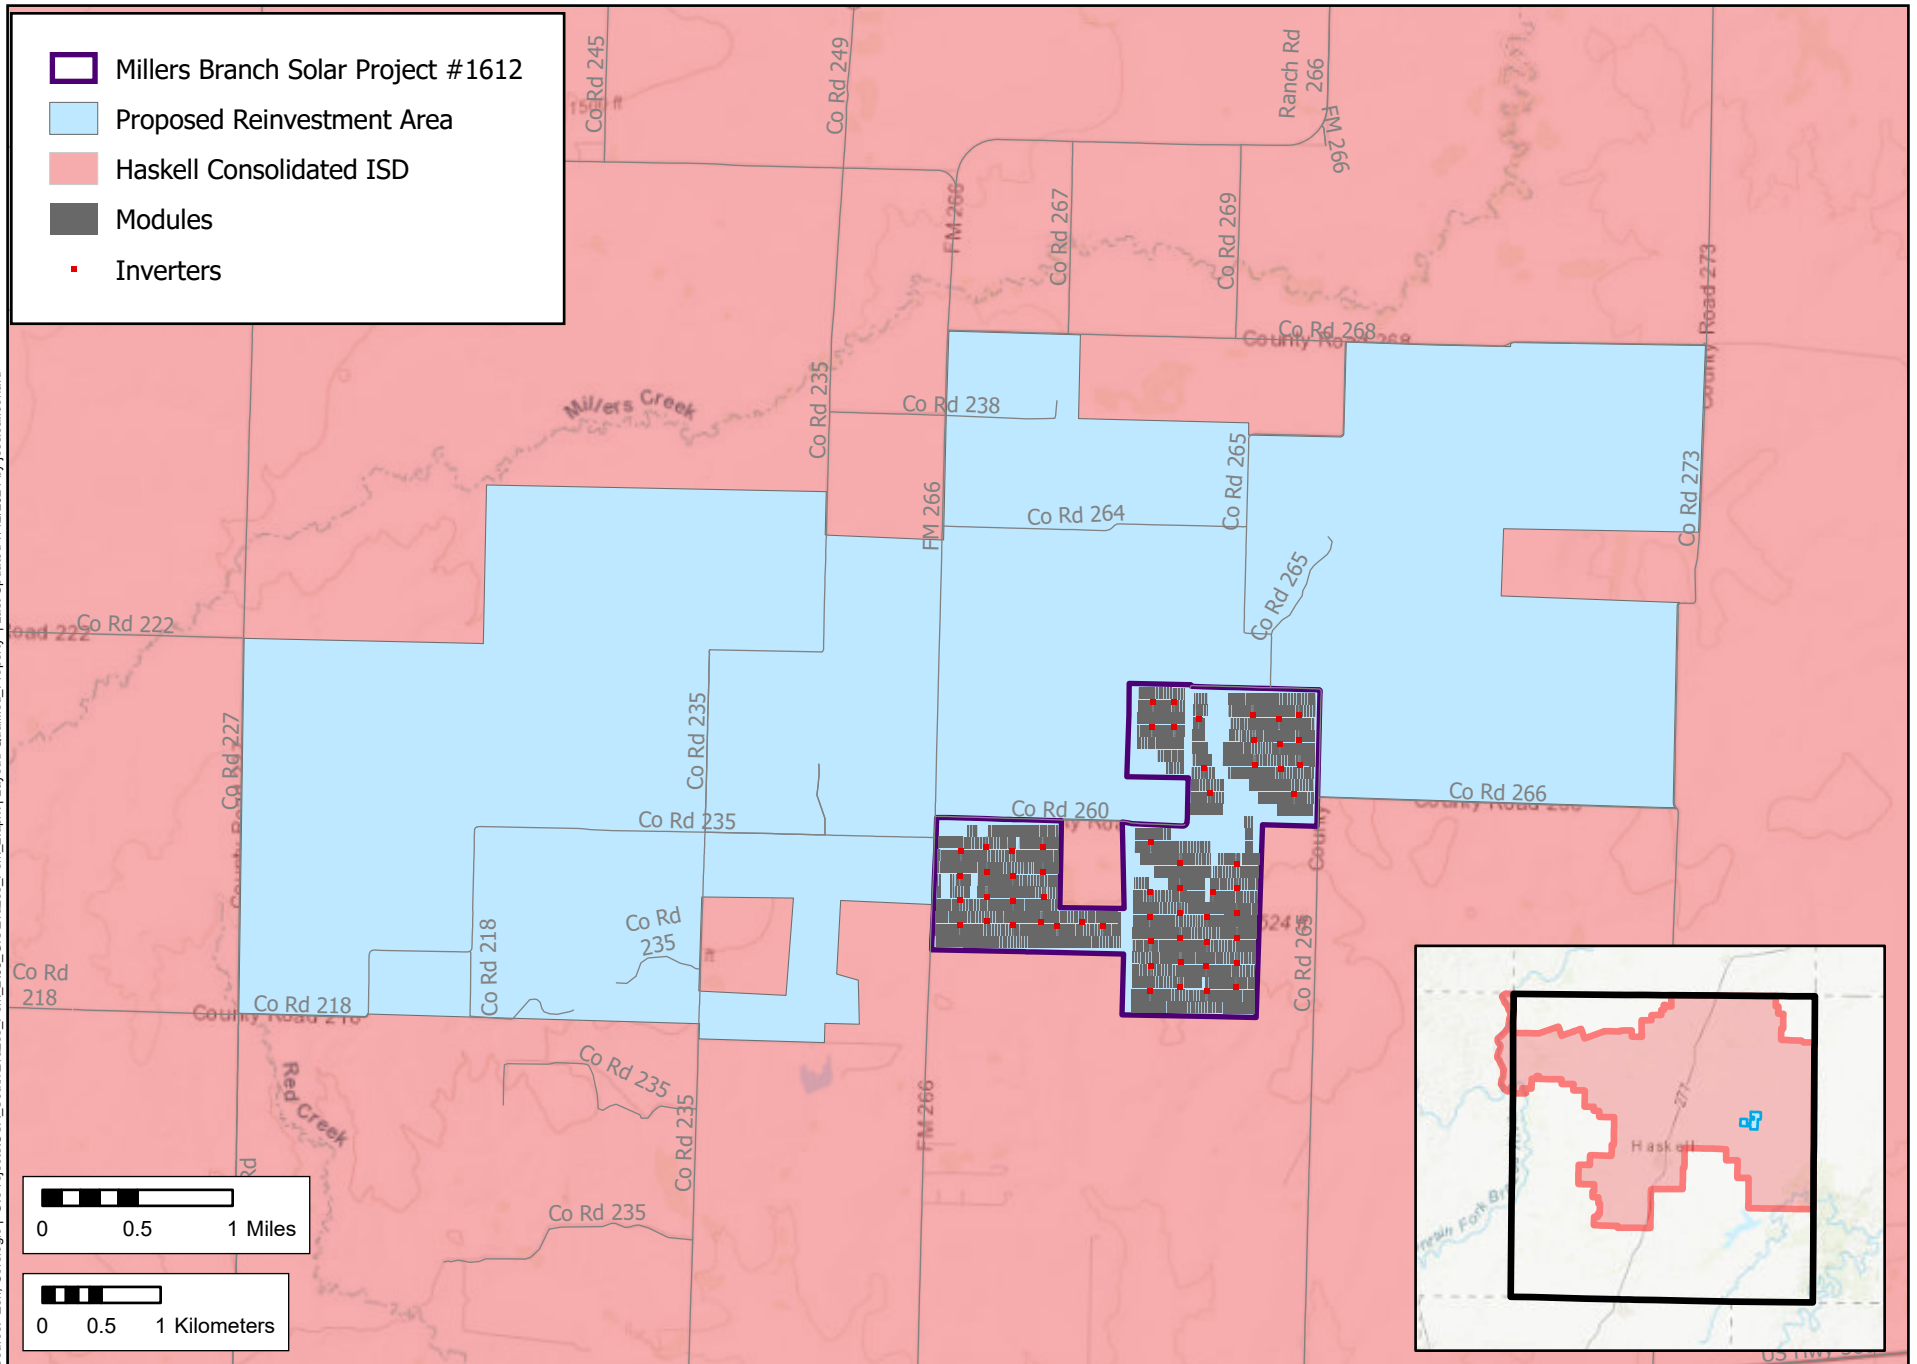 Millers Branch Solar Project #1612
Proposed Reinvestment Area
Haskell Consolidated ISD
Modules
Inverters
Co Rd 245
Co Rd 249
Ranch Rd
266
FM 266
FM 266
Co Rd 267
Co Rd 269
County Road 273
Co Rd 268
Co Rd 235
Millers Creek
Co Rd 238
Co Rd 265
Co Rd 273
FM 266
Co Rd 264
Co Rd 265
Co Rd 222
Co Rd 227
Co Rd 235
Co Rd 235
Co Rd 260
Co Rd 266
Co Rd
235
Co Rd 218
Co Rd 265
Co Rd
218
Co Rd 218
County Road 218
Red Creek
Co Rd 235
Co Rd 235
FM 266
Co Rd 235
Rd
0 0.5 1 Miles
0 0.5 1 Kilometers
277
Haskell